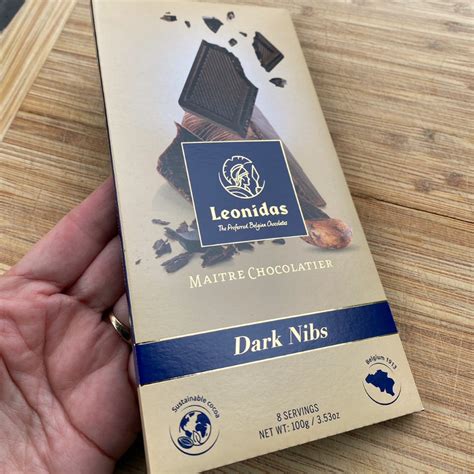 Leonidas
The Preferred Belgian Chocolates
MAITRE CHOCOLATIER
Dark Nibs
Sustainable cocoa
Belgium 1913
8 SERVINGS
NET WT: 100g / 3.53oz